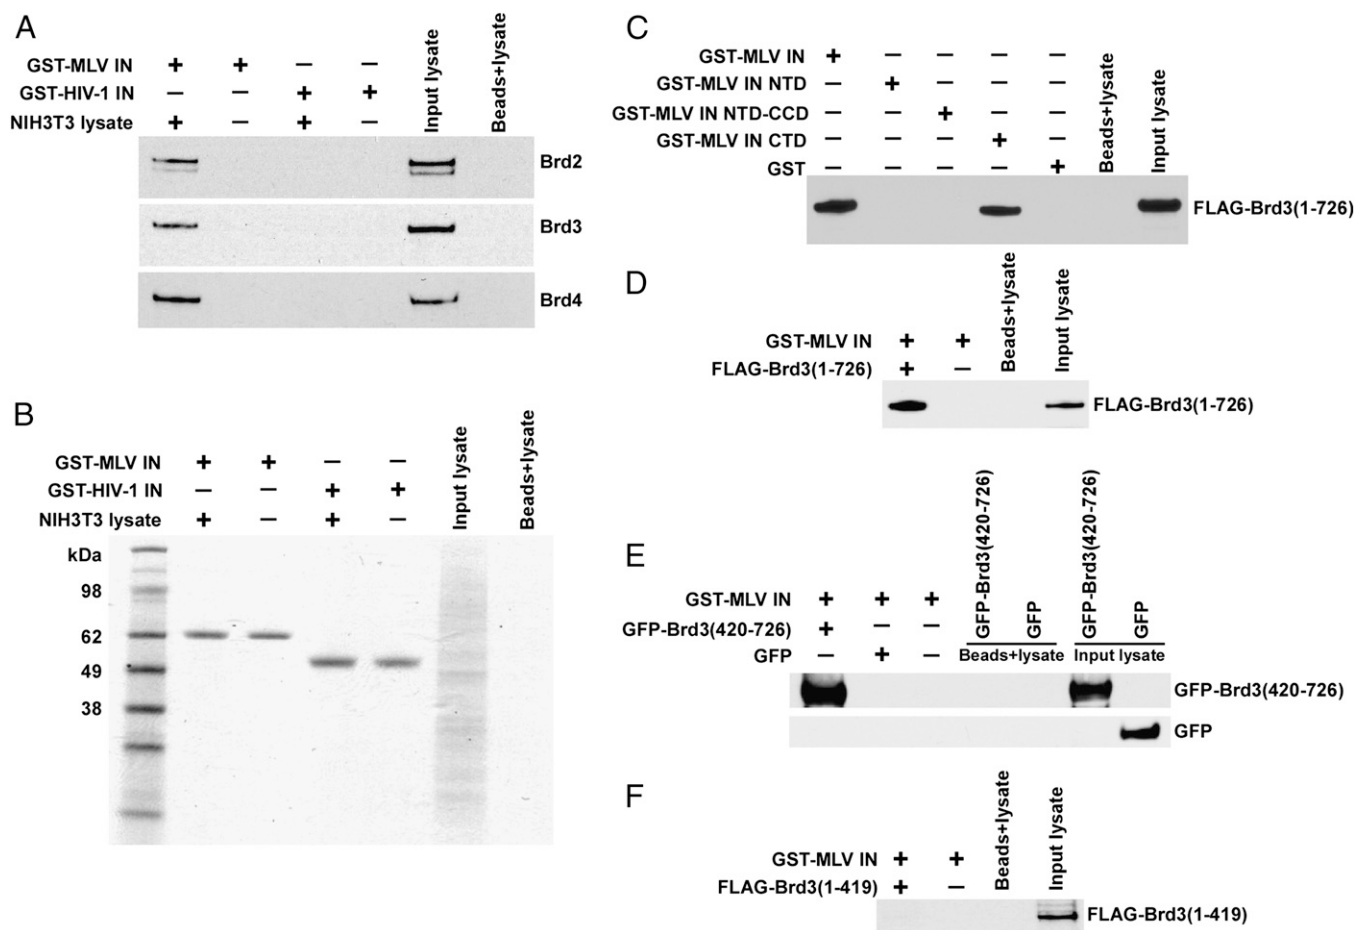 A
GST-MLV IN + + — —
GST-HIV-1 IN — — + +
NIH3T3 lysate + — + —
Input lysate
Beads+lysate
Brd2
Brd3
Brd4
B
GST-MLV IN + + — —
GST-HIV-1 IN — — + +
NIH3T3 lysate + — + —
Input lysate
Beads+lysate
kDa
98
62
49
38
C
GST-MLV IN + — — — —
GST-MLV IN NTD — + — — —
GST-MLV IN NTD-CCD — — + — —
GST-MLV IN CTD — — — + —
GST — — — — +
Beads+lysate
Input lysate
FLAG-Brd3(1-726)
D
GST-MLV IN + +
FLAG-Brd3(1-726) + —
Beads+lysate
Input lysate
FLAG-Brd3(1-726)
E
GST-MLV IN + + +
GFP-Brd3(420-726) + — —
GFP — + —
GFP-Brd3(420-726)
GFP
GFP-Brd3(420-726)
GFP
Beads+lysate
Input lysate
GFP-Brd3(420-726)
GFP
F
GST-MLV IN + +
FLAG-Brd3(1-419) + —
Beads+lysate
Input lysate
FLAG-Brd3(1-419)